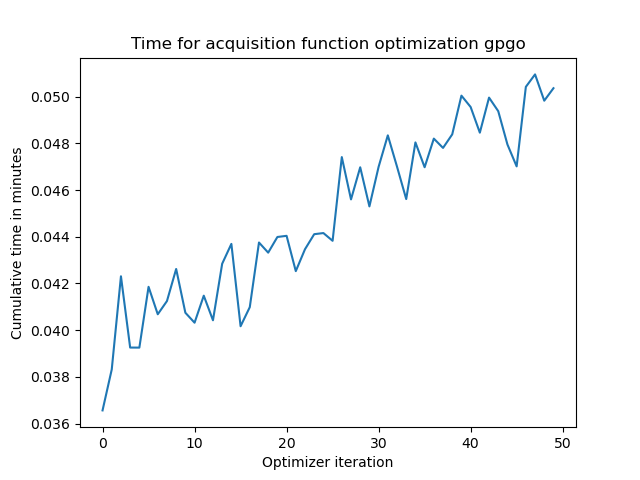 Time for acquisition function optimization gpgo
Cumulative time in minutes
0.050
0.048
0.046
0.044
0.042
0.040
0.038
0.036
0 10 20 30 40 50
Optimizer iteration